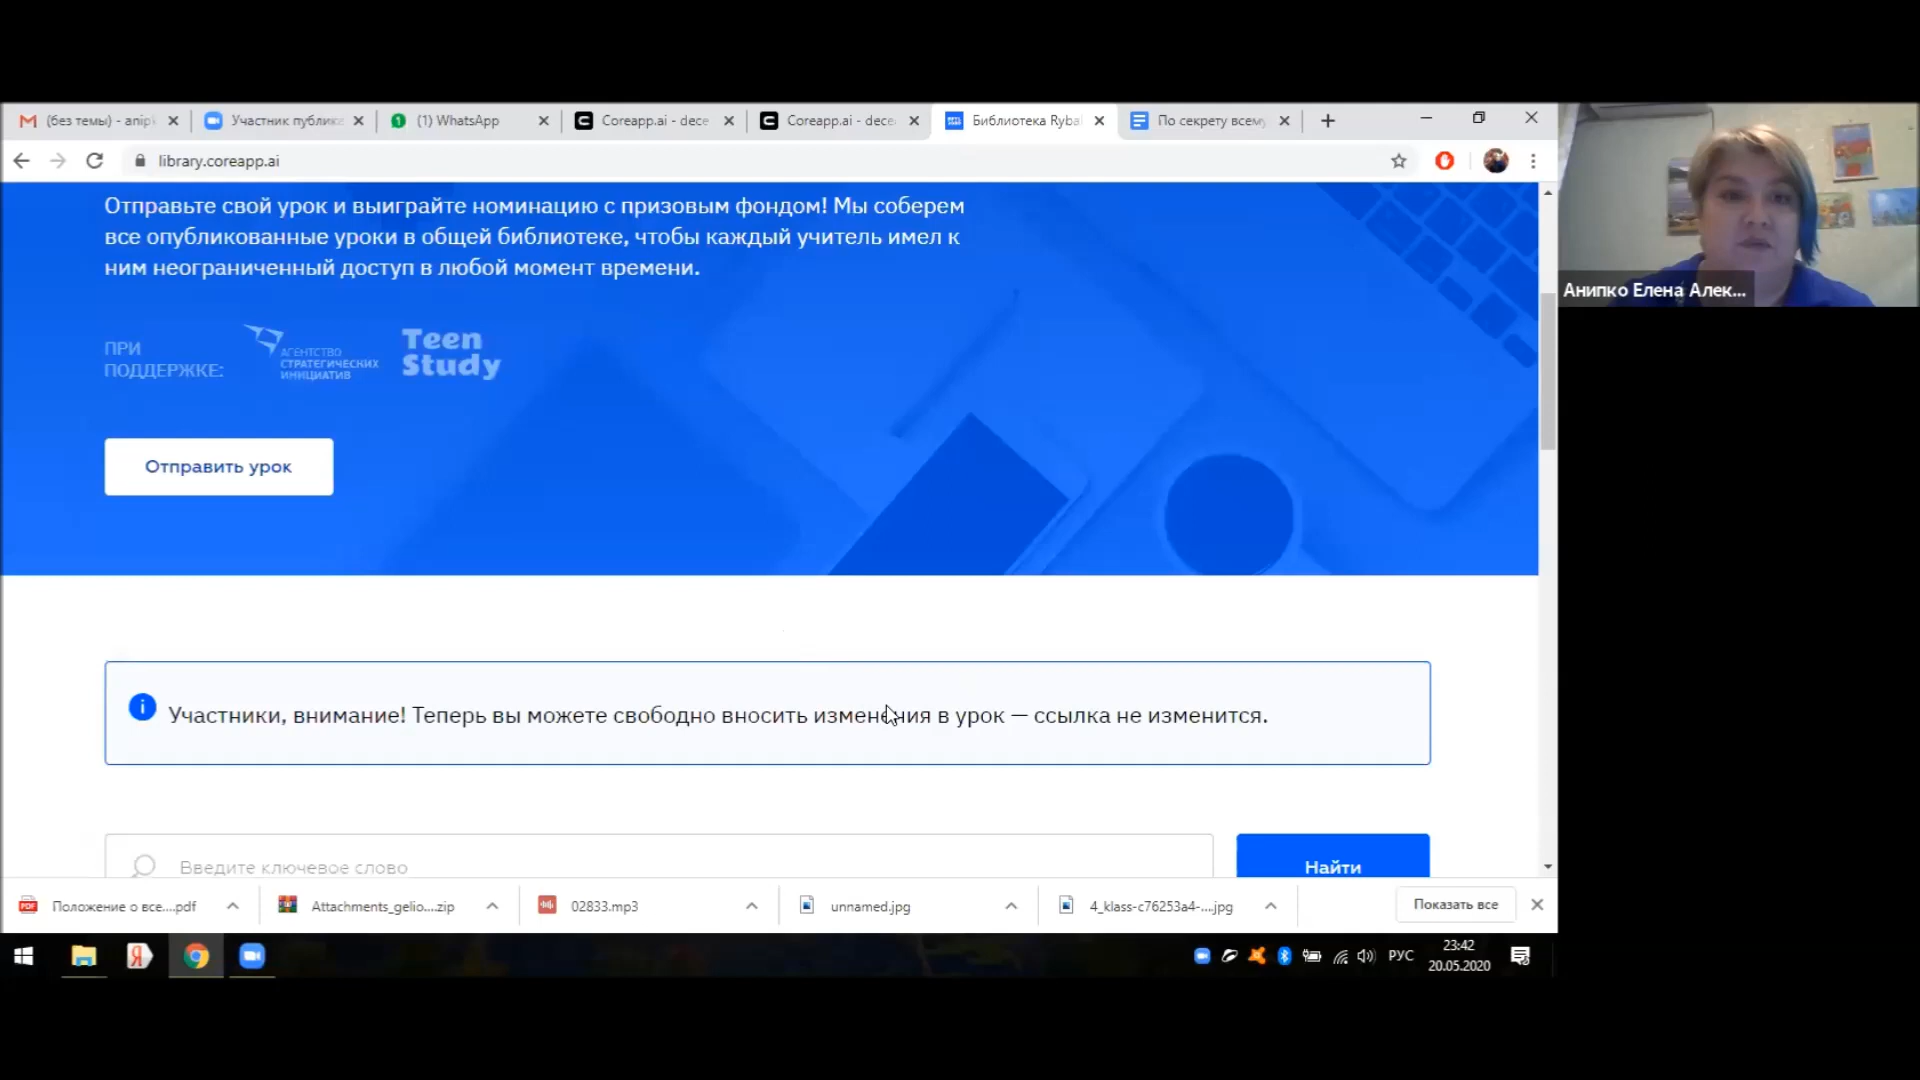 (без темы) - anipk
Участник публика
(1) WhatsApp
Coreapp.ai - dece
Coreapp.ai - dece
Библиотека Ryba
По секрету всему
library.coreapp.ai
Отправьте свой урок и выиграйте номинацию с призовым фондом! Мы соберем
все опубликованные уроки в общей библиотеке, чтобы каждый учитель имел к
ним неограниченный доступ в любой момент времени.
ПРИ
ПОДДЕРЖКЕ:
АГЕНТСТВО
СТРАТЕГИЧЕСКИХ
ИНИЦИАТИВ
Teen
Study
Отправить урок
Участники, внимание! Теперь вы можете свободно вносить изменения в урок — ссылка не изменится.
Введите ключевое слово
Найти
Анипко Елена Алек...
Положение о все....pdf
Attachments_gelio....zip
02833.mp3
unnamed.jpg
4_klass-c76253a4-....jpg
Показать все
РУС
23:42
20.05.2020